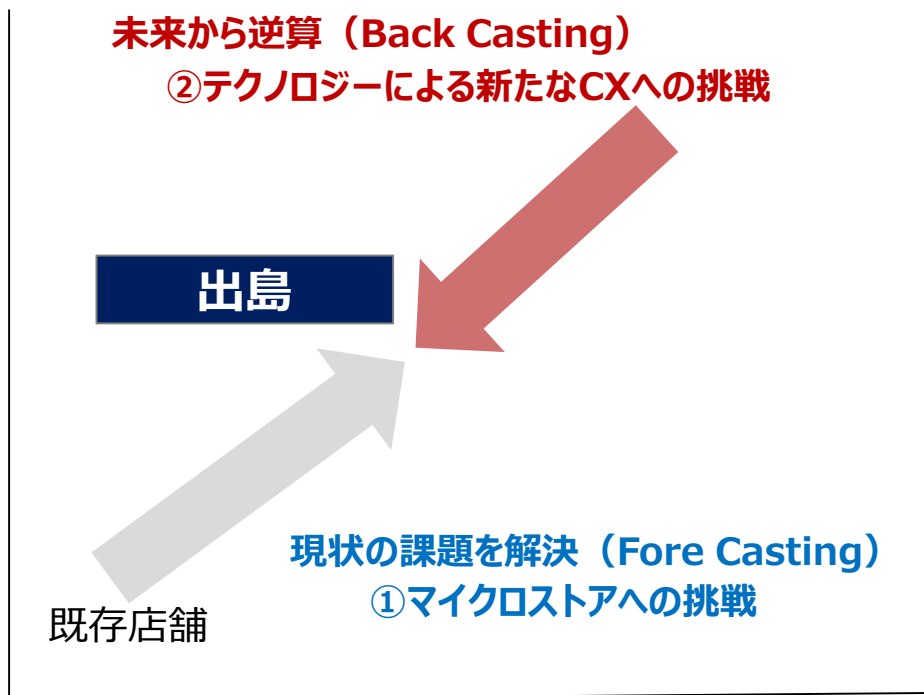 未来から逆算（Back Casting）
②テクノロジーによる新たなCXへの挑戦
出島
現状の課題を解決（Fore Casting）
①マイクロストアへの挑戦
既存店舗